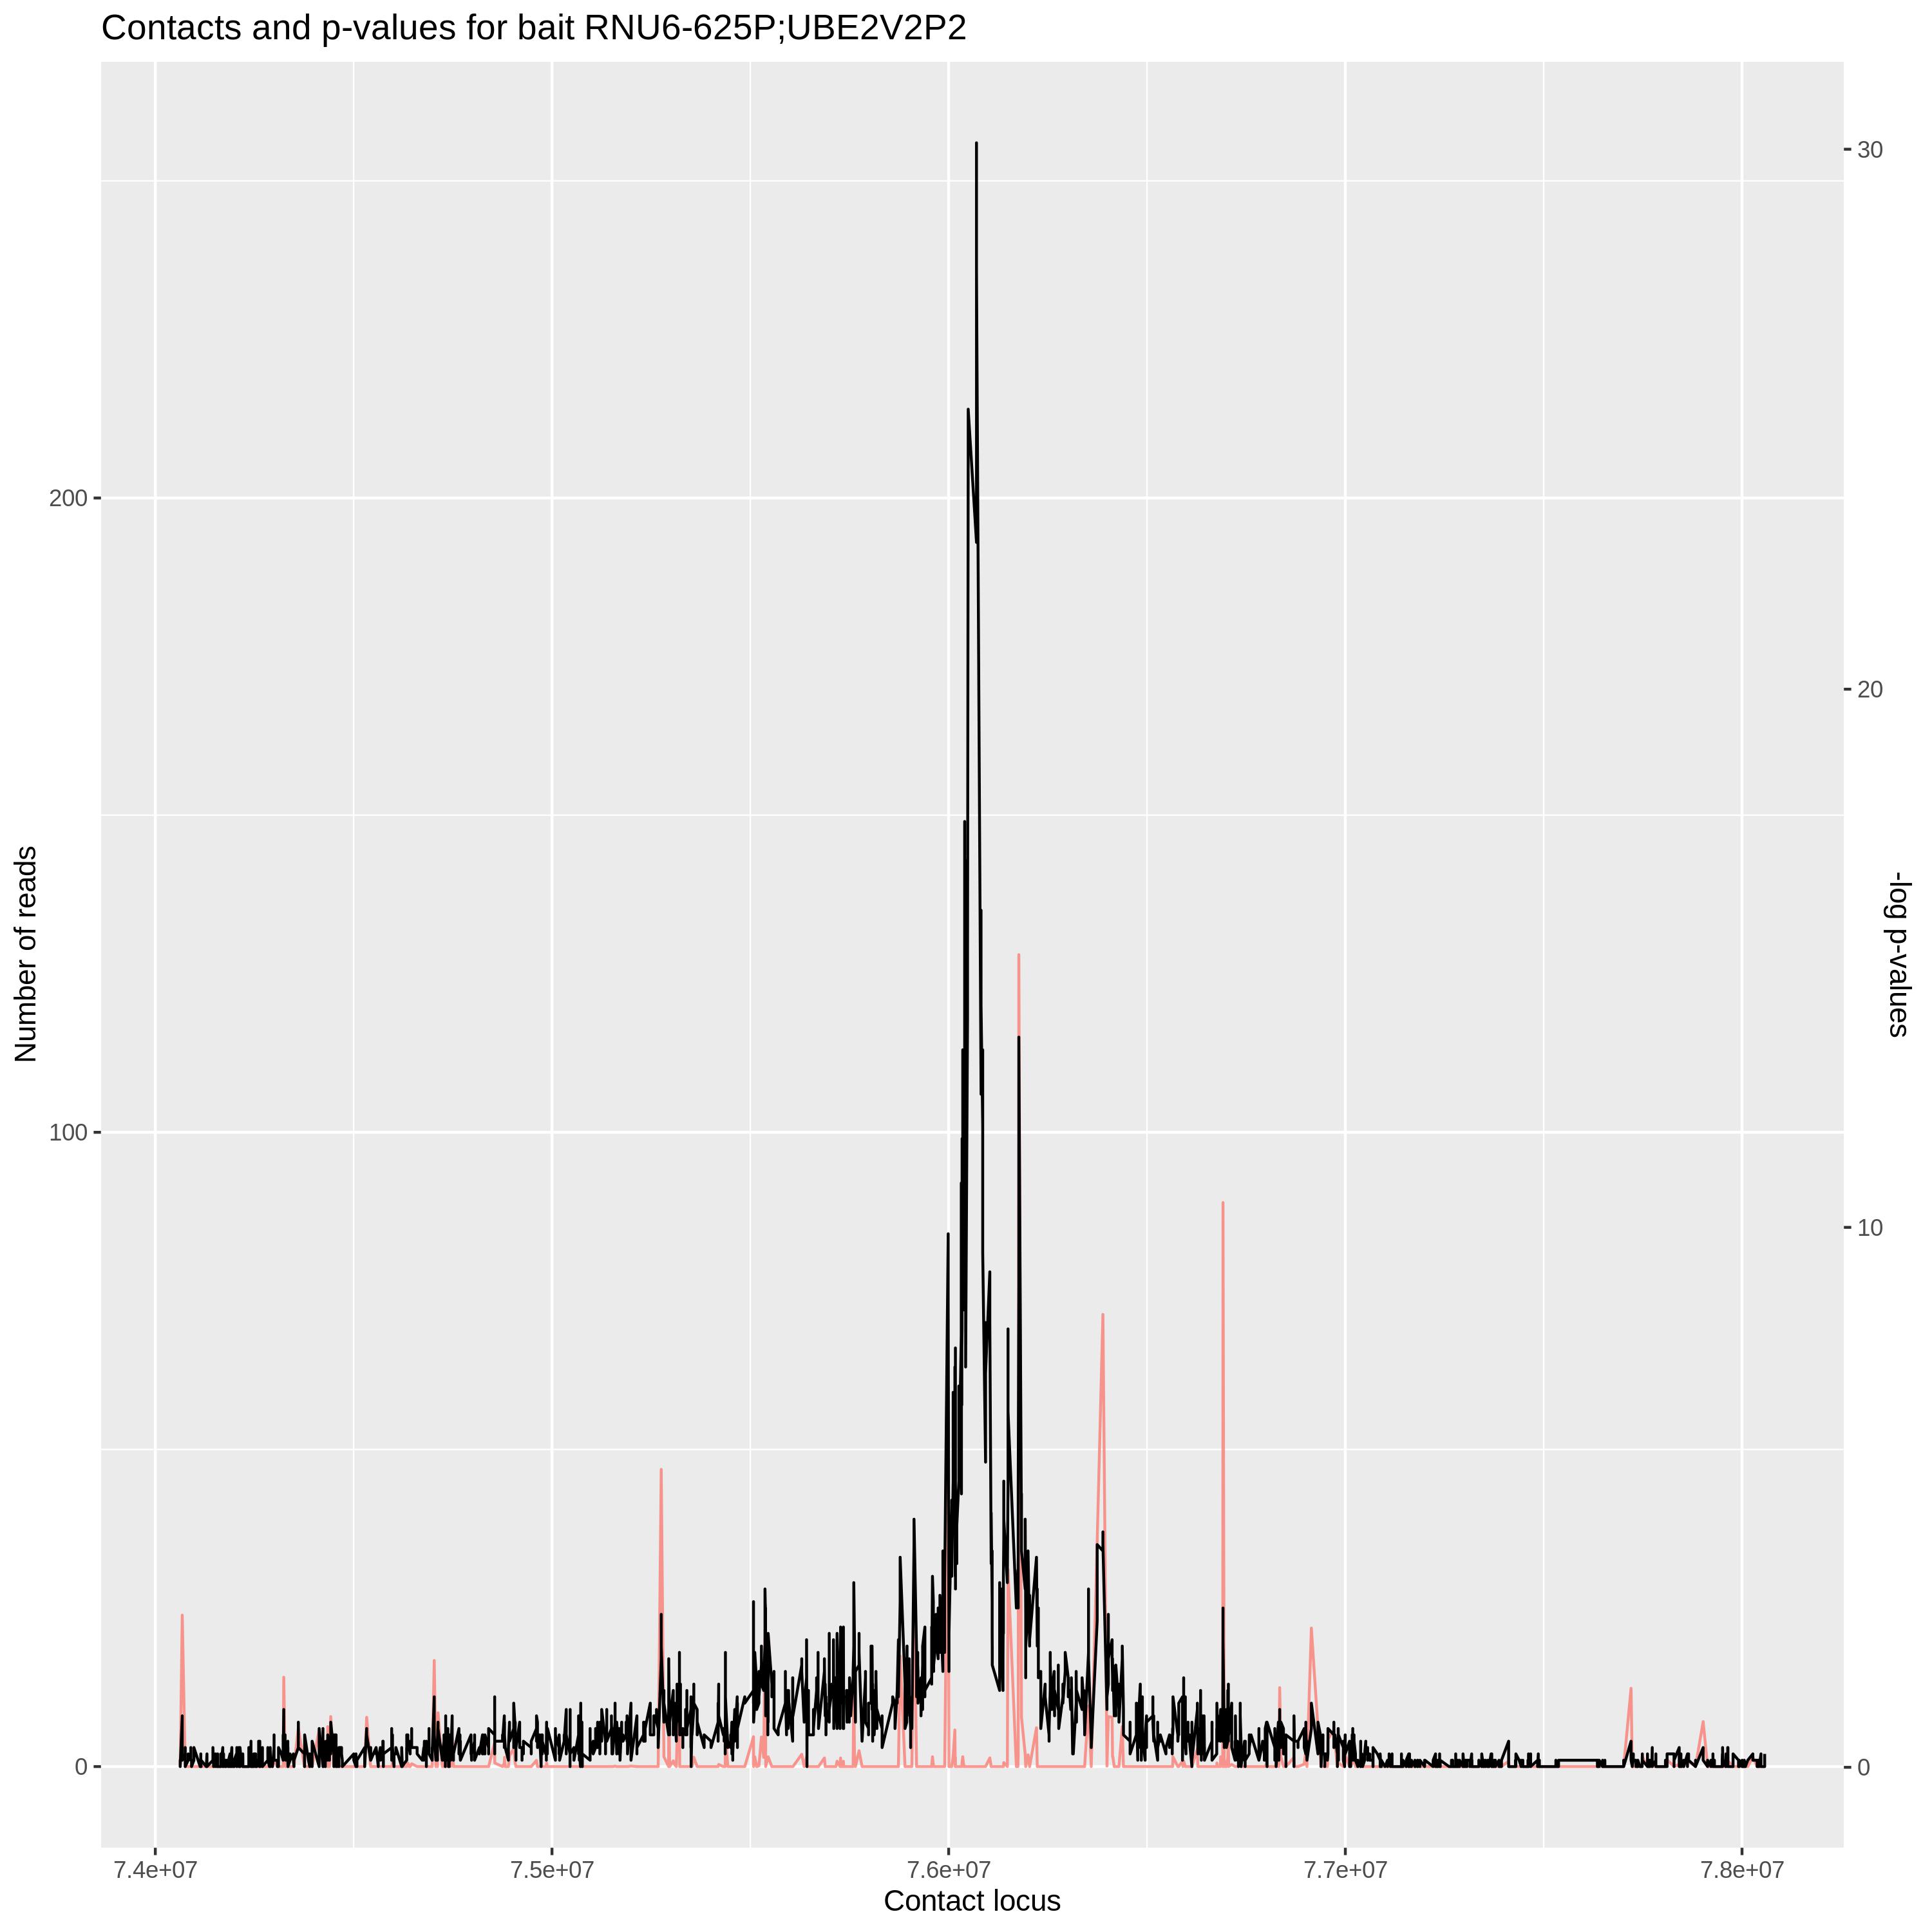 Contacts and p-values for bait RNU6-625P;UBE2V2P2
Number of reads
200
100
0
30
20
10
0
-log p-values
7.4e+07 7.5e+07 7.6e+07 7.7e+07 7.8e+07
Contact locus